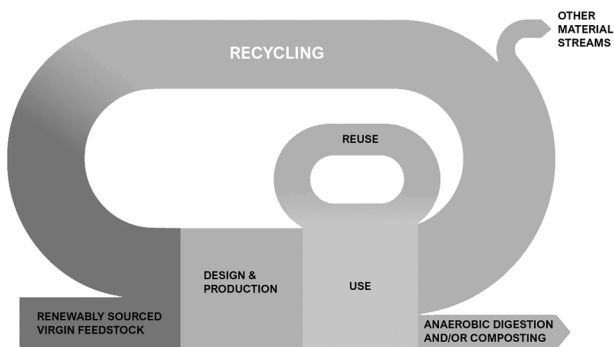 OTHER
MATERIAL
STREAMS
RECYCLING
REUSE
DESIGN &
PRODUCTION
USE
RENEWABLY SOURCED
VIRGIN FEEDSTOCK
ANAEROBIC DIGESTION
AND/OR COMPOSTING